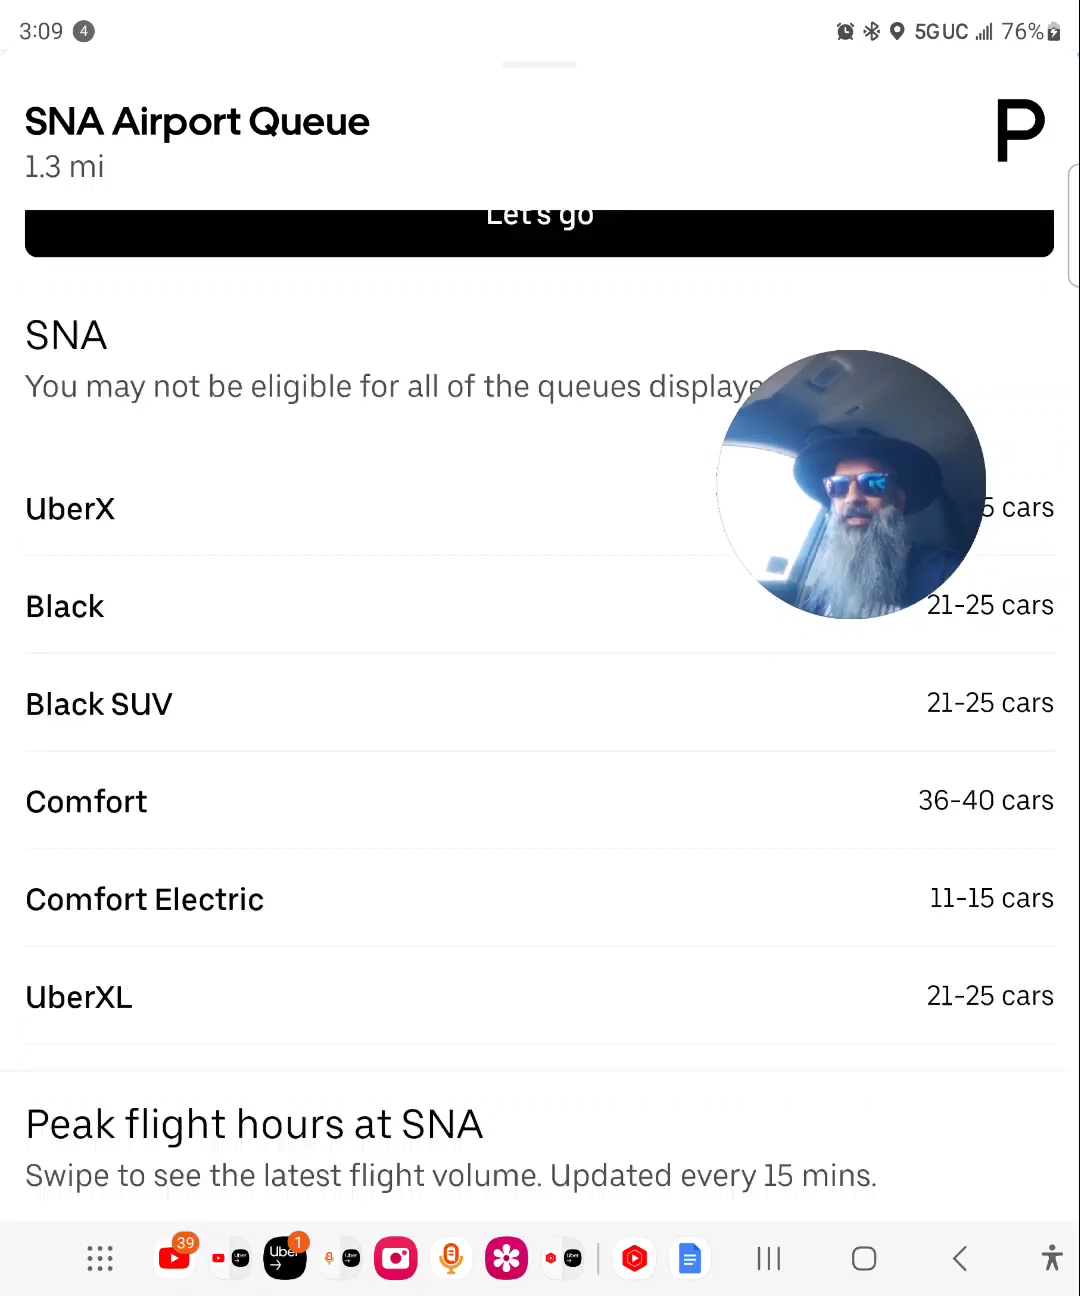 3:09 4 5GUC 76%
SNA Airport Queue
P
1.3 mi
Let's go
SNA
You may not be eligible for all of the queues
UberX cars
Black 21-25 cars
Black SUV 21-25 cars
Comfort 36-40 cars
Comfort Electric 11-15 cars
UberXL 21-25 cars
Peak flight hours at SNA
Swipe to see the latest flight volume. Updated every 15 mins.
39 Uber 1